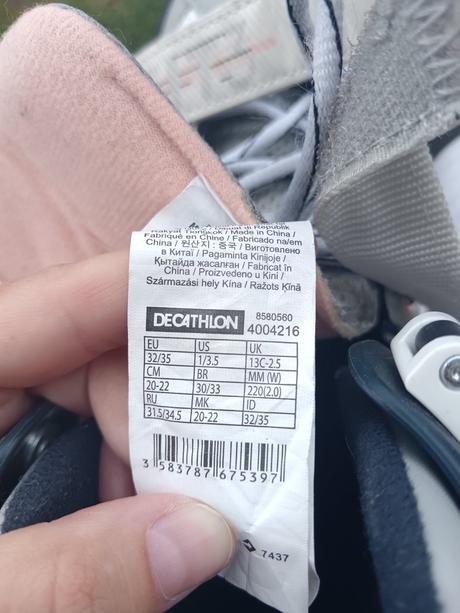 Rakyat Tiongkok / Made in China /
Fabriqué en Chine / Fabricado na/em
China / 원산지 : 중국 / Виготовлено
в Китаї / Pagaminta Kinijoje /
Қытайда жасалған / Fabricat în
China / Proizvedeno u Kini /
Származási hely Kína / Ražots Ķīnā
DECATHLON
8580560
4004216
EU US UK
32/35 1/3.5 13C-2.5
CM BR MM (W)
20-22 30/33 220(2.0)
RU MK ID
31.5/34.5 20-22 32/35
3 583787 675397
7437